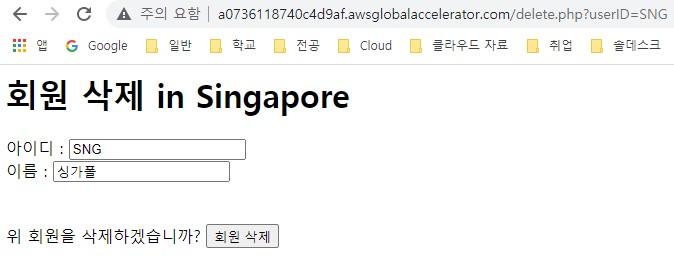 주의 요함 | a0736118740c4d9af.awsglobalaccelerator.com/delete.php?userID=SNG
앱 Google 일반 학교 전공 Cloud 클라우드 자료 취업 솔데스크
회원 삭제 in Singapore
아이디 : SNG
이름 : 싱가폴
위 회원을 삭제하겠습니까? 회원 삭제